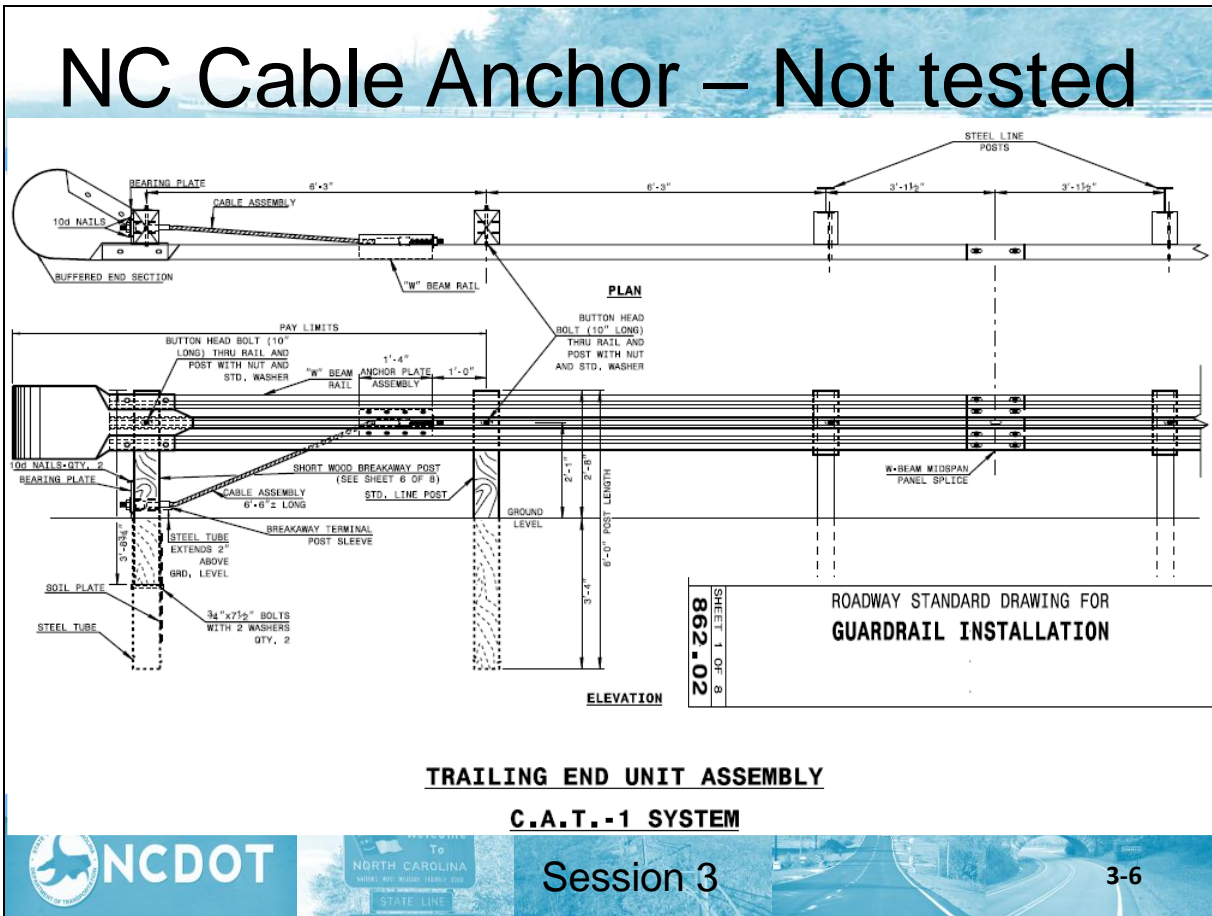 NC Cable Anchor – Not tested
STEEL LINE
POSTS
BEARING PLATE
6'-3"
6'-3"
3'-1½"
3'-1½"
CABLE ASSEMBLY
10d NAILS
BUFFERED END SECTION
"W" BEAM RAIL
PLAN
BUTTON HEAD
BOLT (10" LONG)
THRU RAIL AND
POST WITH NUT
AND STD. WASHER
PAY LIMITS
BUTTON HEAD BOLT (10"
LONG) THRU RAIL AND
POST WITH NUT AND
STD. WASHER
"W" BEAM
RAIL
1'-4"
ANCHOR PLATE
ASSEMBLY
1'-0"
10d NAILS-QTY. 2
BEARING PLATE
SHORT WOOD BREAKAWAY POST
(SEE SHEET 6 OF 8)
CABLE ASSEMBLY
6'-6"± LONG
STD. LINE POST
2'-1"
2'-8"
6'-0" POST LENGTH
W-BEAM MIDSPAN
PANEL SPLICE
GROUND
LEVEL
BREAKAWAY TERMINAL
POST SLEEVE
STEEL TUBE
EXTENDS 2"
ABOVE
GRD. LEVEL
3'-8¾"
3'-4"
SOIL PLATE
STEEL TUBE
¾"x7½" BOLTS
WITH 2 WASHERS
QTY. 2
ELEVATION
SHEET 1 OF 8
862.02
ROADWAY STANDARD DRAWING FOR
GUARDRAIL INSTALLATION
TRAILING END UNIT ASSEMBLY
C.A.T.-1 SYSTEM
NCDOT
Welcome
To
NORTH CAROLINA
STATE LINE
Session 3
3-6